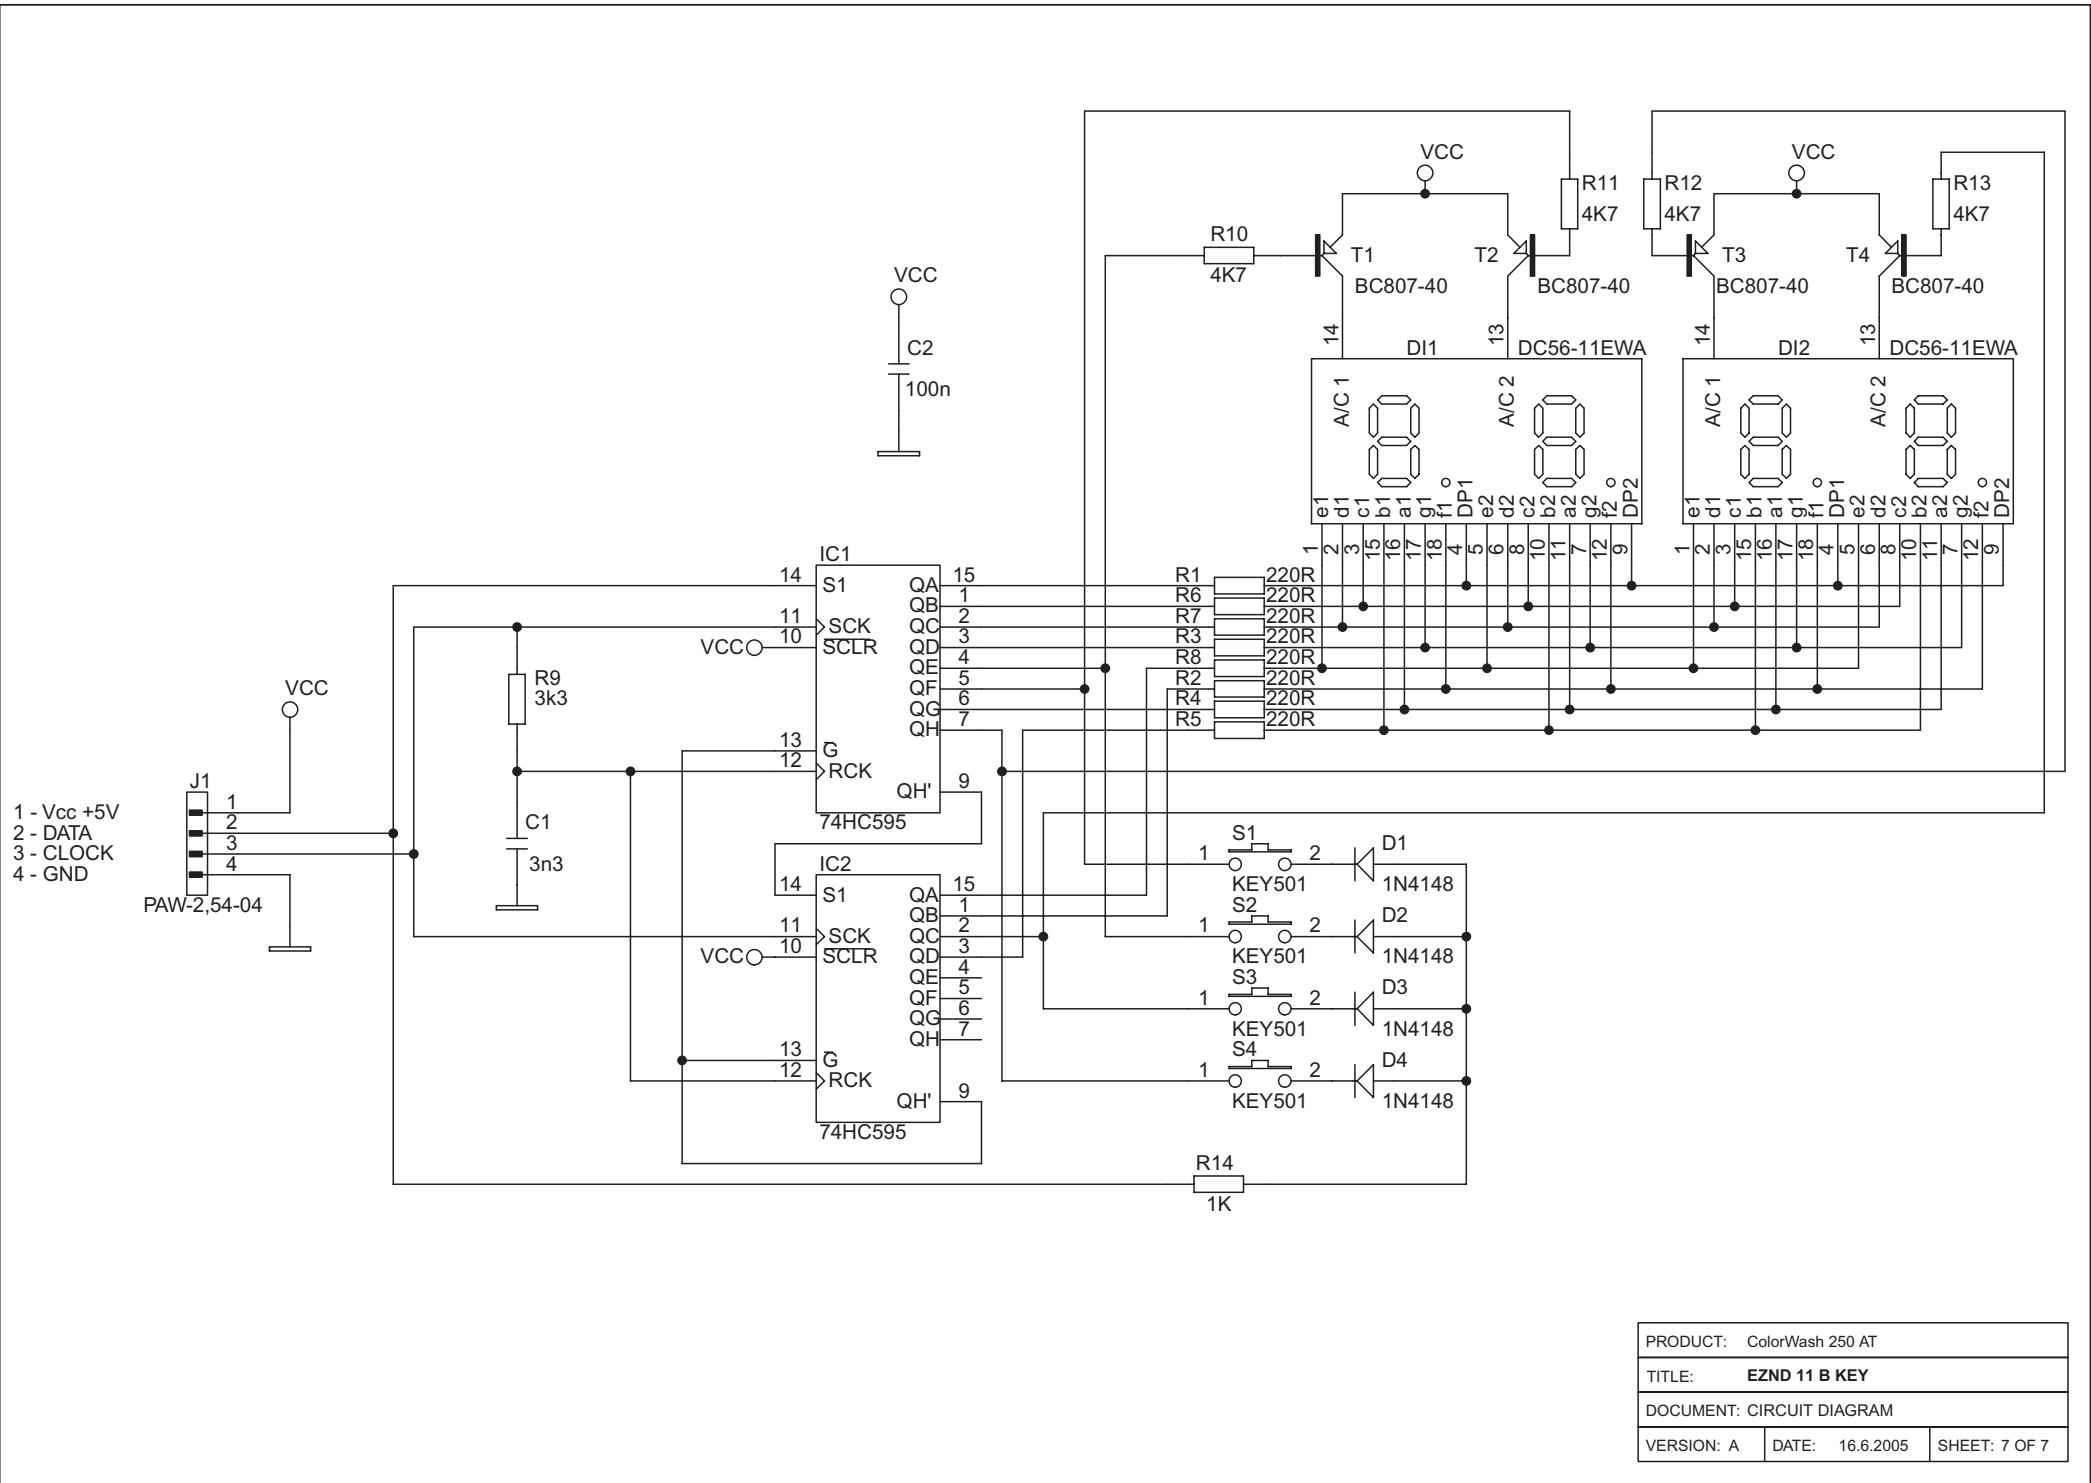 VCC
R11
4K7
R12
4K7
VCC
R13
4K7
R10
4K7
T1
BC807-40
T2
BC807-40
T3
BC807-40
T4
BC807-40
VCC
C2
100n
14
13
DI1
DC56-11EWA
A/C 1
A/C 2
e1 d1 c1 b1 a1 g1 f1 DP1 e2 d2 c2 b2 a2 g2 f2 DP2
1 2 3 15 16 17 18 4 5 6 8 10 11 7 12 9
14
13
DI2
DC56-11EWA
A/C 1
A/C 2
e1 d1 c1 b1 a1 g1 f1 DP1 e2 d2 c2 b2 a2 g2 f2 DP2
1 2 3 15 16 17 18 4 5 6 8 10 11 7 12 9
IC1
14 S1
11 SCK
VCC 10 SCLR
13 G
12 RCK
QA 15
QB 1
QC 2
QD 3
QE 4
QF 5
QG 6
QH 7
QH' 9
74HC595
R1 220R
R6 220R
R7 220R
R3 220R
R8 220R
R2 220R
R4 220R
R5 220R
R9
3k3
C1
3n3
VCC
J1
1 - Vcc +5V
2 - DATA
3 - CLOCK
4 - GND
1
2
3
4
PAW-2,54-04
IC2
14 S1
11 SCK
VCC 10 SCLR
13 G
12 RCK
QA 15
QB 1
QC 2
QD 3
QE 4
QF 5
QG 6
QH 7
QH' 9
74HC595
S1
1 2
KEY501
D1
1N4148
S2
1 2
KEY501
D2
1N4148
S3
1 2
KEY501
D3
1N4148
S4
1 2
KEY501
D4
1N4148
R14
1K
PRODUCT: ColorWash 250 AT
TITLE: EZND 11 B KEY
DOCUMENT: CIRCUIT DIAGRAM
VERSION: A DATE: 16.6.2005 SHEET: 7 OF 7